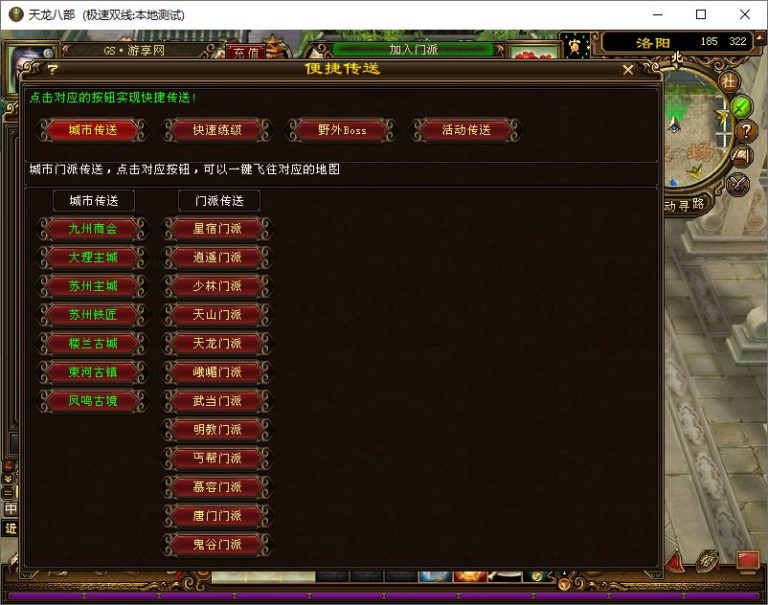 天龙八部 (极速双线:本地测试)
GS·游享网
充值
加入门派
寅
洛阳
185 322
北
便捷传送
社
点击对应的按钮实现快捷传送!
城市传送 快速练级 野外Boss 活动传送
城市门派传送，点击对应按钮，可以一键飞往对应的地图
动寻路
城市传送 门派传送
九州商会 星宿门派
大理主城 逍遥门派
苏州主城 少林门派
苏州铁匠 天山门派
楼兰古城 天龙门派
束河古镇 峨嵋门派
凤鸣古境 武当门派
明教门派
丐帮门派
慕容门派
唐门门派
鬼谷门派
中
近